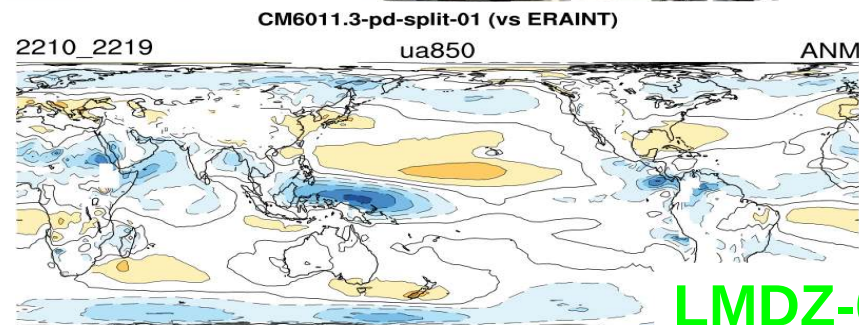 CM6011.3-pd-split-01 (vs ERAINT)
2210_2219 ua850 ANM
LMDZ-